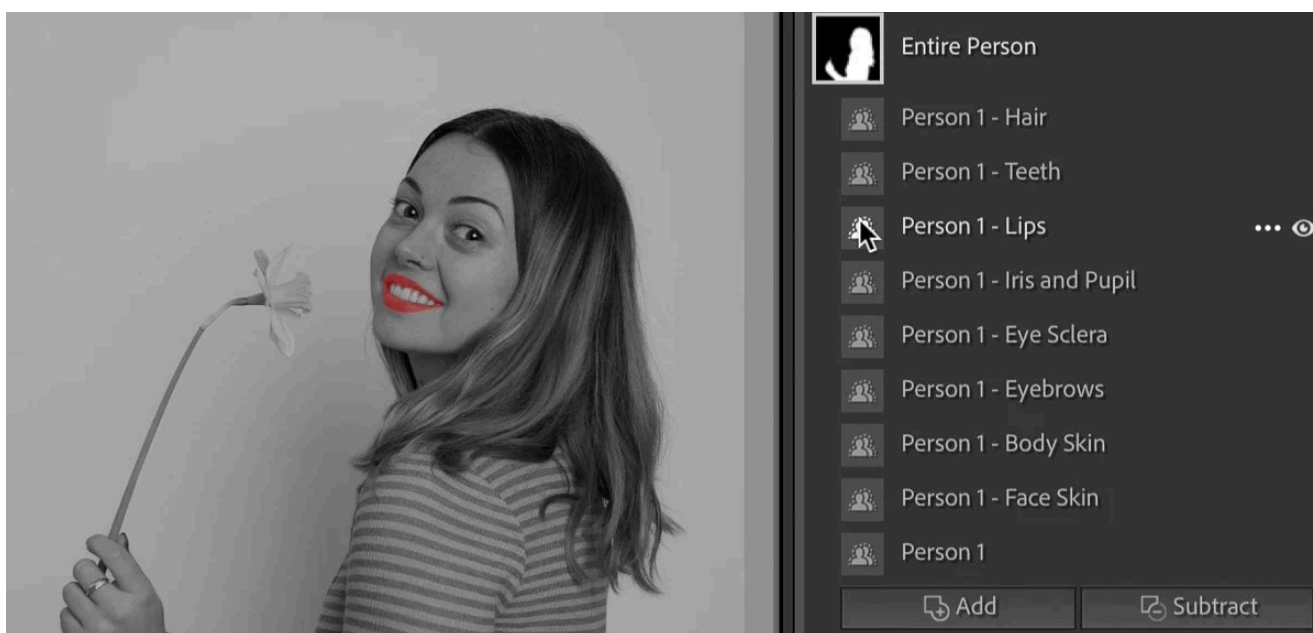 Entire Person
Person 1 - Hair
Person 1 - Teeth
Person 1 - Lips
Person 1 - Iris and Pupil
Person 1 - Eye Sclera
Person 1 - Eyebrows
Person 1 - Body Skin
Person 1 - Face Skin
Person 1
Add Subtract